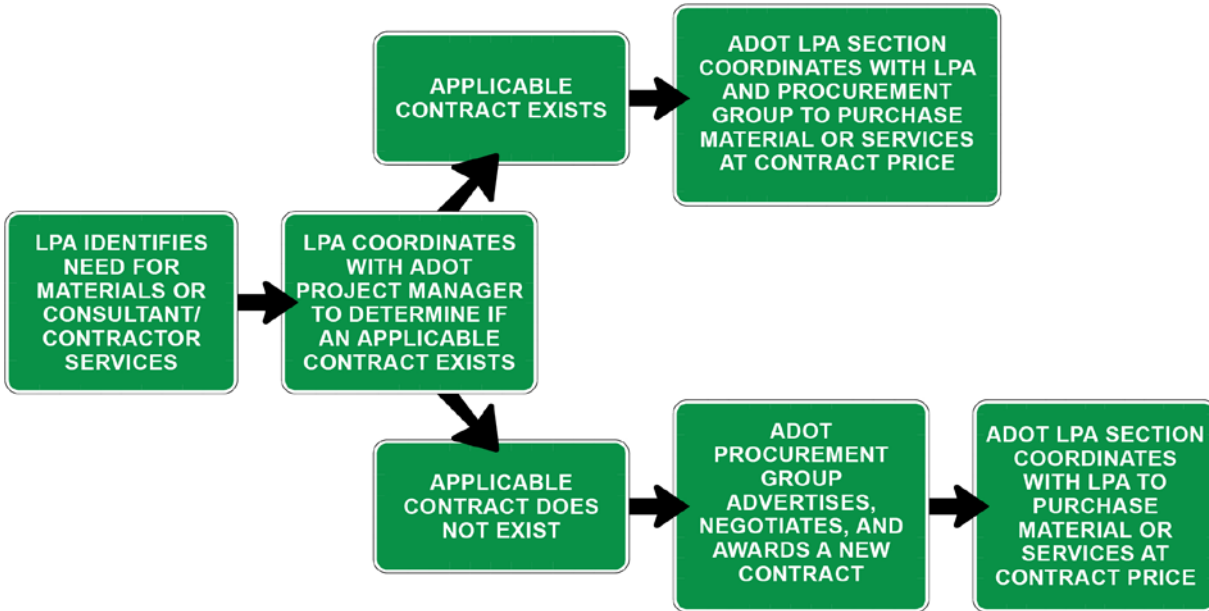 LPA IDENTIFIES
NEED FOR
MATERIALS OR
CONSULTANT/
CONTRACTOR
SERVICES
LPA COORDINATES
WITH ADOT
PROJECT MANAGER
TO DETERMINE IF
AN APPLICABLE
CONTRACT EXISTS
APPLICABLE
CONTRACT EXISTS
ADOT LPA SECTION
COORDINATES WITH LPA
AND PROCUREMENT
GROUP TO PURCHASE
MATERIAL OR SERVICES
AT CONTRACT PRICE
APPLICABLE
CONTRACT DOES
NOT EXIST
ADOT
PROCUREMENT
GROUP
ADVERTISES,
NEGOTIATES, AND
AWARDS A NEW
CONTRACT
ADOT LPA SECTION
COORDINATES
WITH LPA TO
PURCHASE
MATERIAL OR
SERVICES AT
CONTRACT PRICE